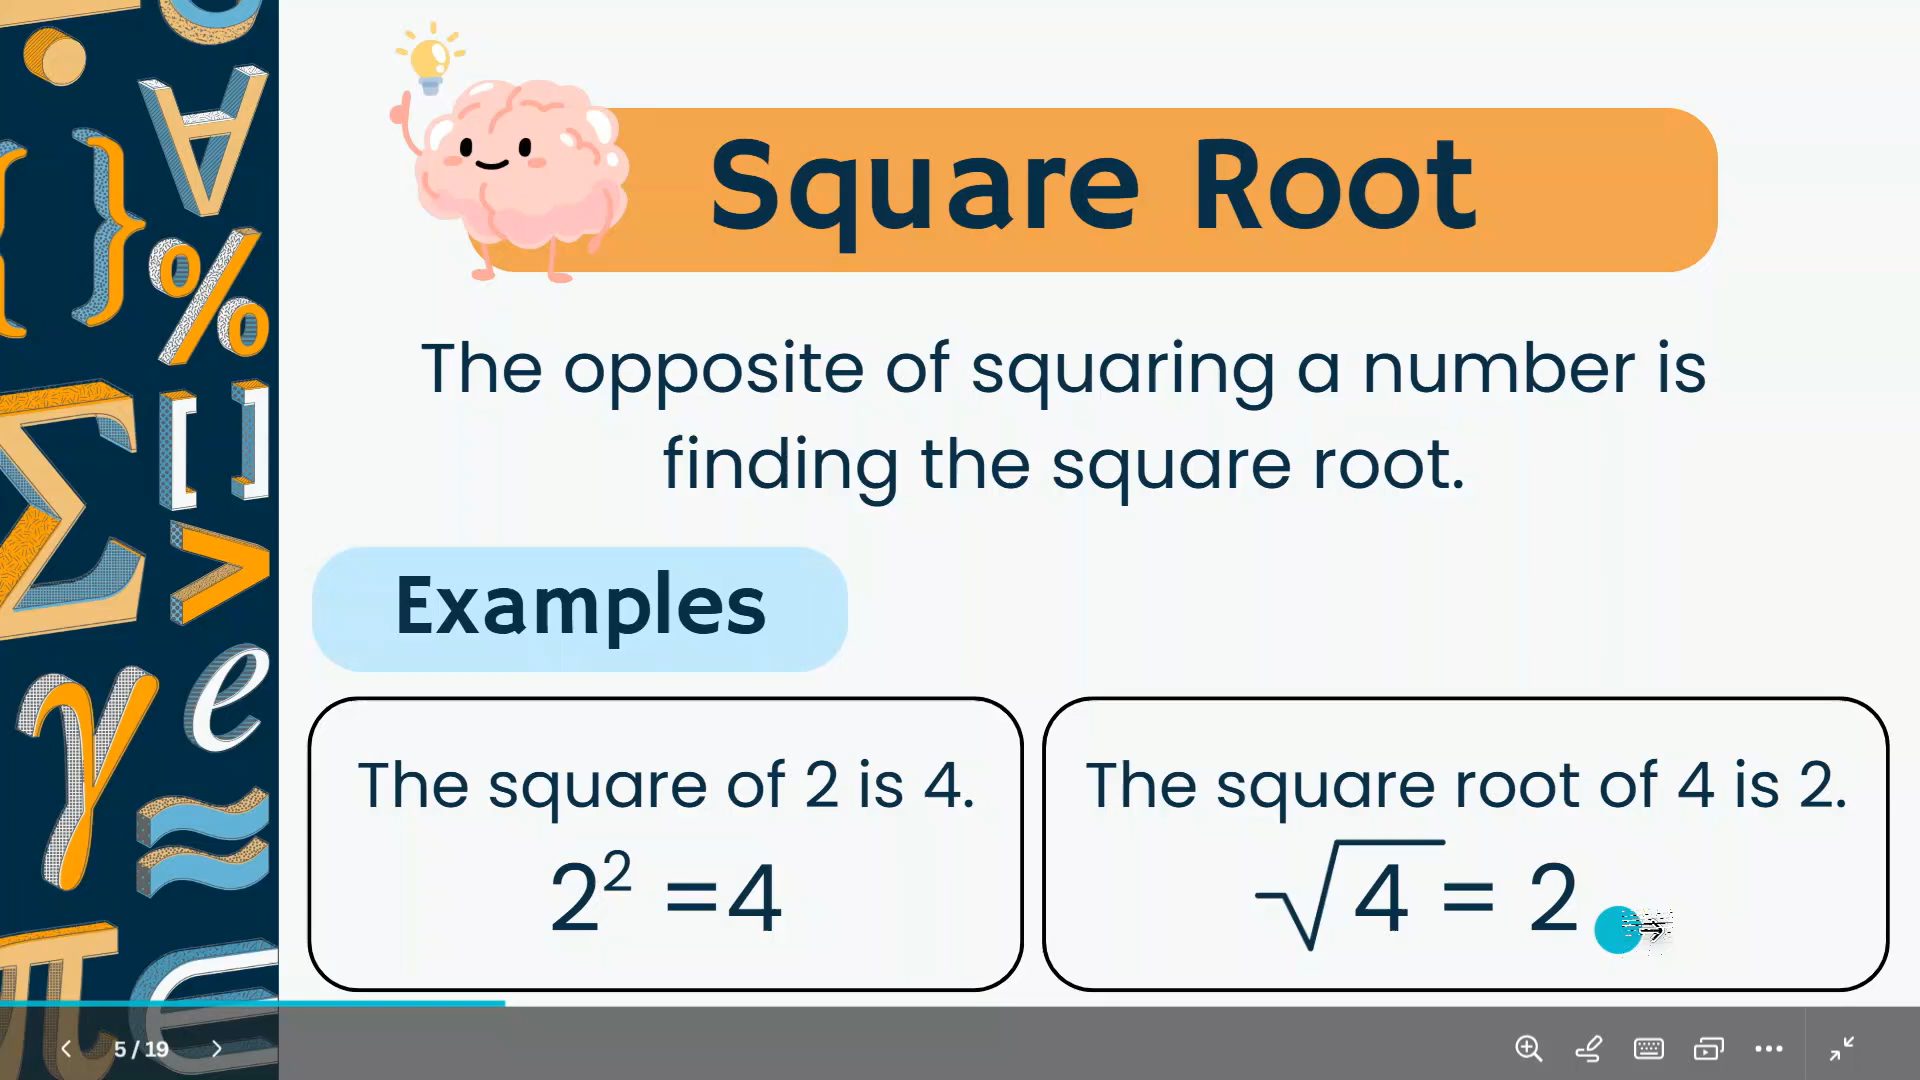 Square Root
The opposite of squaring a number is
finding the square root.
Examples
The square of 2 is 4.
2² =4
The square root of 4 is 2.
√4 = 2
5 / 19